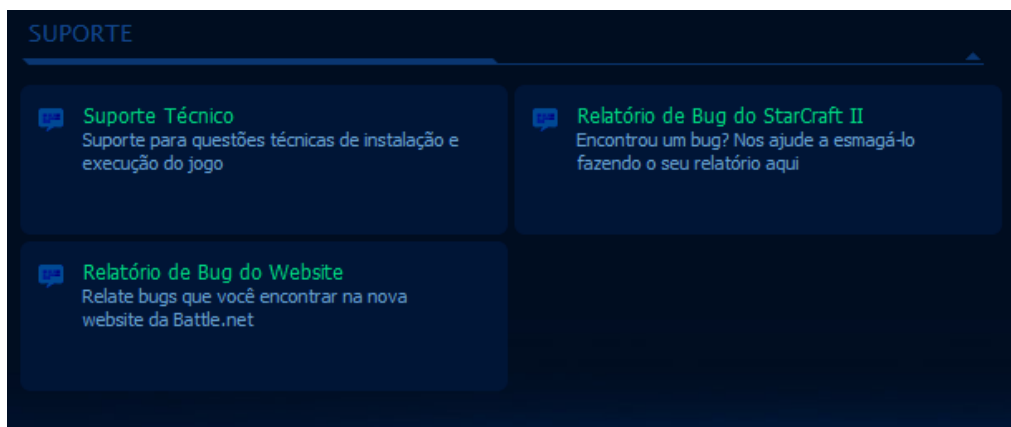 SUPORTE
Suporte Técnico
Suporte para questões técnicas de instalação e
execução do jogo
Relatório de Bug do StarCraft II
Encontrou um bug? Nos ajude a esmagá-lo
fazendo o seu relatório aqui
Relatório de Bug do Website
Relate bugs que você encontrar na nova
website da Battle.net